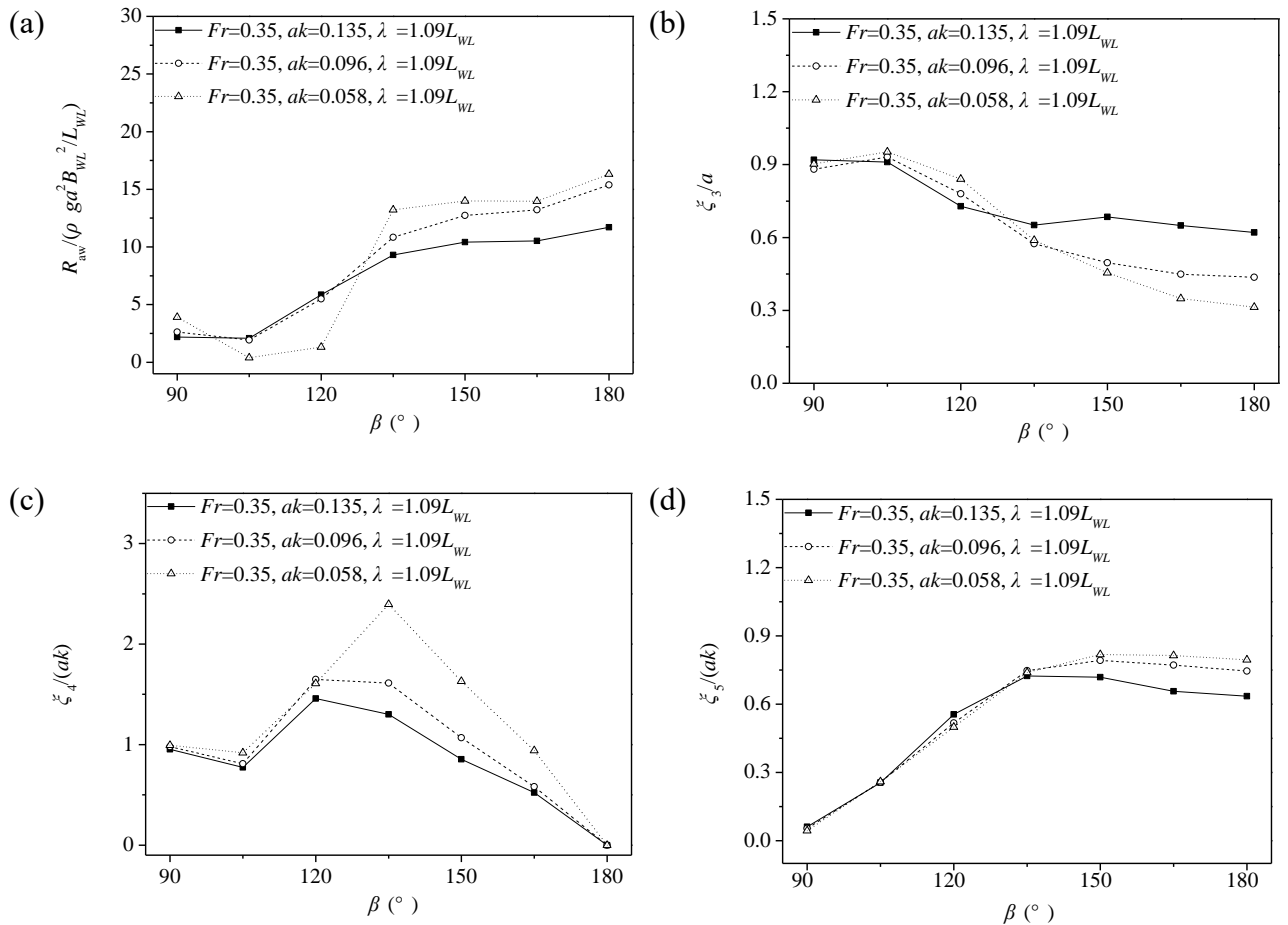 (a)
30
25
20
15
10
5
0
R_aw/(ρ ga²B_WL²/L_WL)
Fr=0.35, ak=0.135, λ =1.09L_WL
Fr=0.35, ak=0.096, λ =1.09L_WL
Fr=0.35, ak=0.058, λ =1.09L_WL
90 120 150 180
β (°)
(b)
1.5
1.2
0.9
0.6
0.3
0.0
ξ_3/a
Fr=0.35, ak=0.135, λ =1.09L_WL
Fr=0.35, ak=0.096, λ =1.09L_WL
Fr=0.35, ak=0.058, λ =1.09L_WL
90 120 150 180
β (°)
(c)
3
2
1
0
ξ_4/(ak)
Fr=0.35, ak=0.135, λ =1.09L_WL
Fr=0.35, ak=0.096, λ =1.09L_WL
Fr=0.35, ak=0.058, λ =1.09L_WL
90 120 150 180
β (°)
(d)
1.5
1.2
0.9
0.6
0.3
0.0
ξ_5/(ak)
Fr=0.35, ak=0.135, λ =1.09L_WL
Fr=0.35, ak=0.096, λ =1.09L_WL
Fr=0.35, ak=0.058, λ =1.09L_WL
90 120 150 180
β (°)